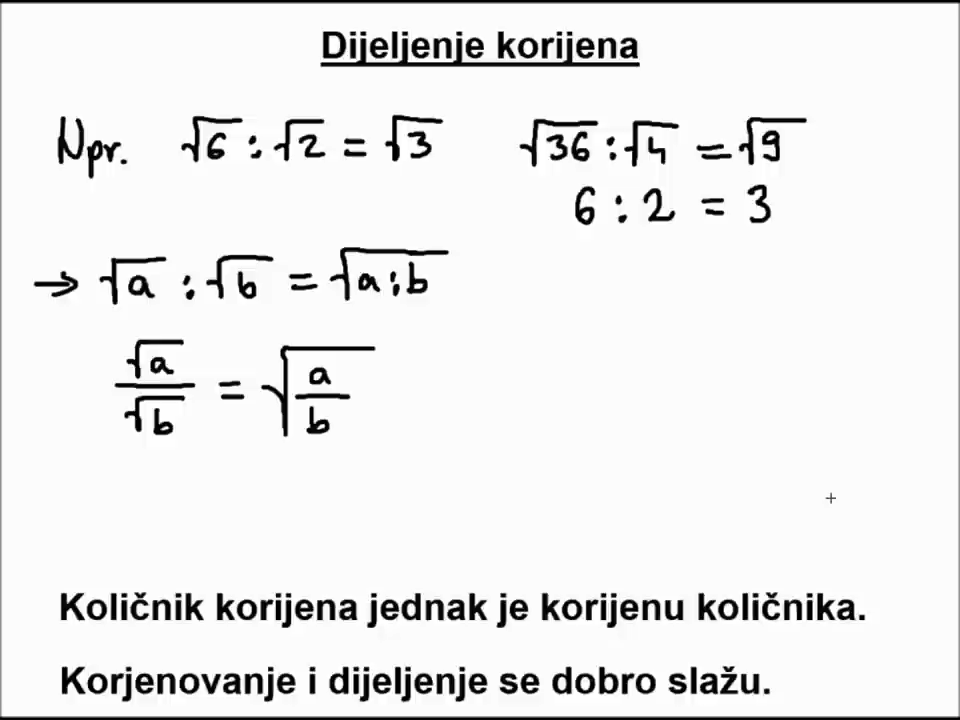 Dijeljenje korijena
Npr. √6 : √2 = √3 √36 : √4 = √9
6 : 2 = 3
→ √a : √b = √a:b
√a/√b = √a/b
Količnik korijena jednak je korijenu količnika.
Korjenovanje i dijeljenje se dobro slažu.